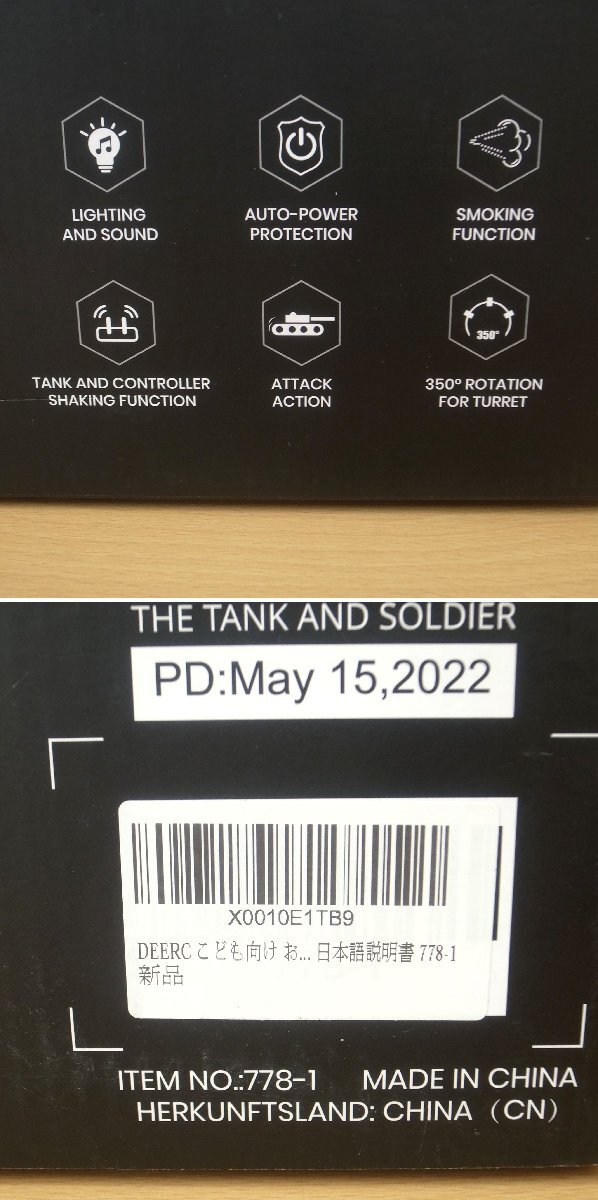 LIGHTING
AND SOUND
AUTO-POWER
PROTECTION
SMOKING
FUNCTION
TANK AND CONTROLLER
SHAKING FUNCTION
ATTACK
ACTION
350°
350° ROTATION
FOR TURRET
THE TANK AND SOLDIER
PD:May 15,2022
X0010E1TB9
DEERC こども向け お... 日本語説明書 778-1
新品
ITEM NO.:778-1 MADE IN CHINA
HERKUNFTSLAND: CHINA（CN）